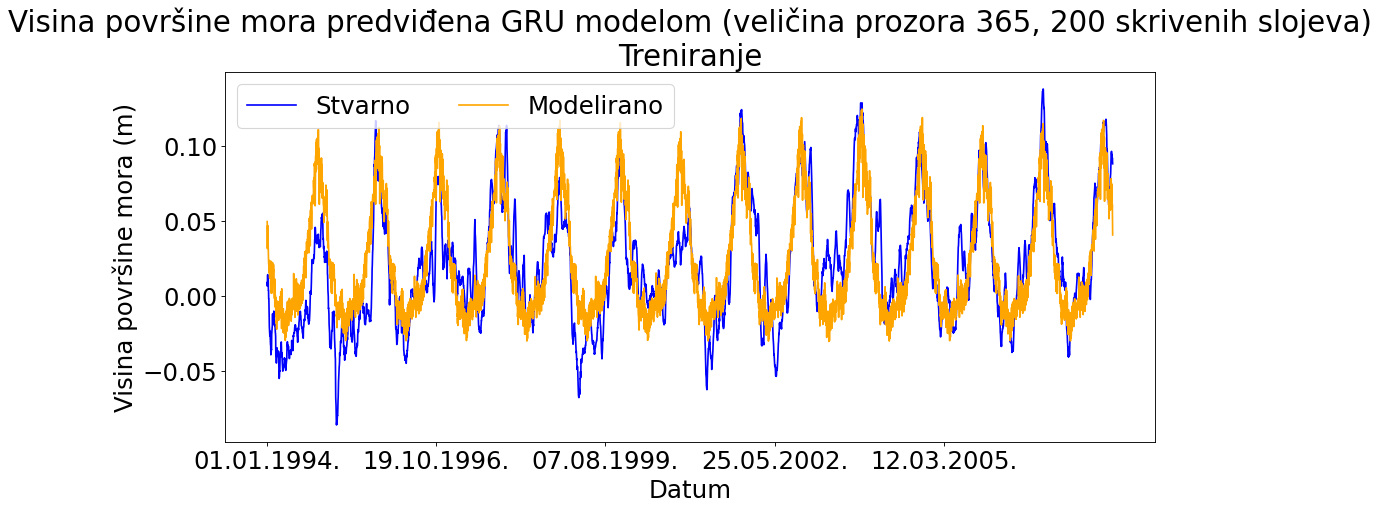 Visina površine mora predviđena GRU modelom (veličina prozora 365, 200 skrivenih slojeva)
Treniranje
Stvarno
Modelirano
Visina površine mora (m)
0.10
0.05
0.00
−0.05
01.01.1994.
19.10.1996.
07.08.1999.
25.05.2002.
12.03.2005.
Datum